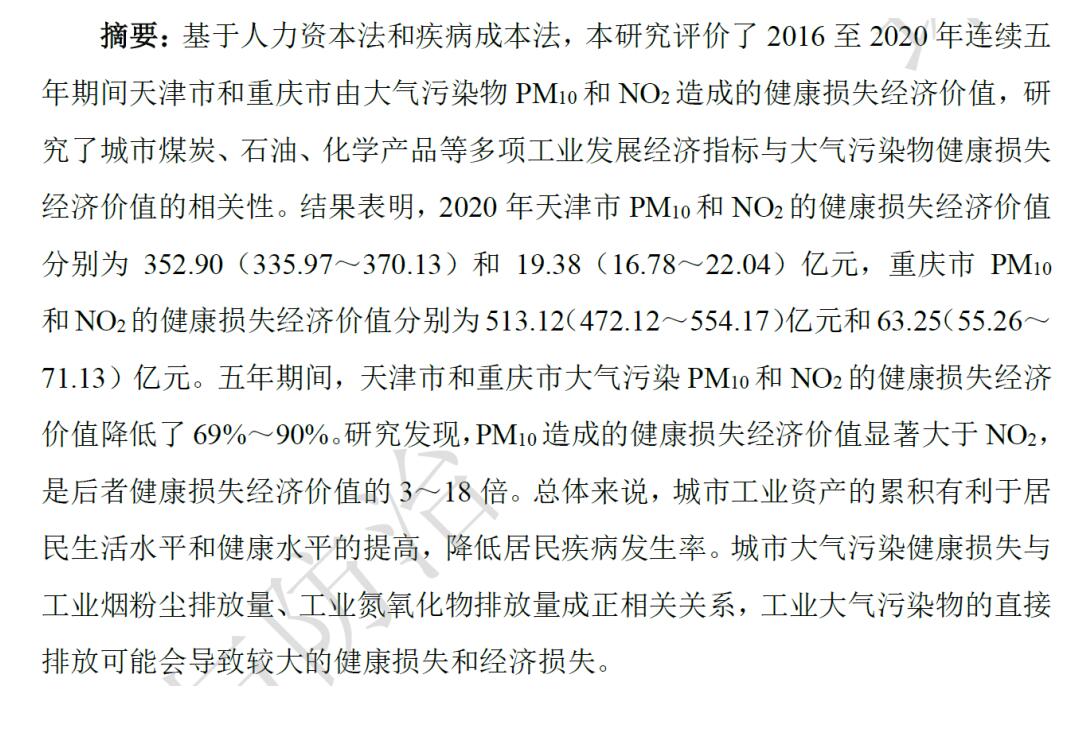 摘要：基于人力资本法和疾病成本法，本研究评价了 2016 至 2020 年连续五
年期间天津市和重庆市由大气污染物 PM10 和 NO2 造成的健康损失经济价值，研
究了城市煤炭、石油、化学产品等多项工业发展经济指标与大气污染物健康损失
经济价值的相关性。结果表明，2020 年天津市 PM10 和 NO2 的健康损失经济价值
分别为 352.90（335.97～370.13）和 19.38（16.78～22.04）亿元，重庆市 PM10
和 NO2 的健康损失经济价值分别为 513.12（472.12～554.17）亿元和 63.25（55.26～
71.13）亿元。五年期间，天津市和重庆市大气污染 PM10 和 NO2 的健康损失经济
价值降低了 69%～90%。研究发现，PM10 造成的健康损失经济价值显著大于 NO2，
是后者健康损失经济价值的 3～18 倍。总体来说，城市工业资产的累积有利于居
民生活水平和健康水平的提高，降低居民疾病发生率。城市大气污染健康损失与
工业烟粉尘排放量、工业氮氧化物排放量成正相关关系，工业大气污染物的直接
排放可能会导致较大的健康损失和经济损失。
防治